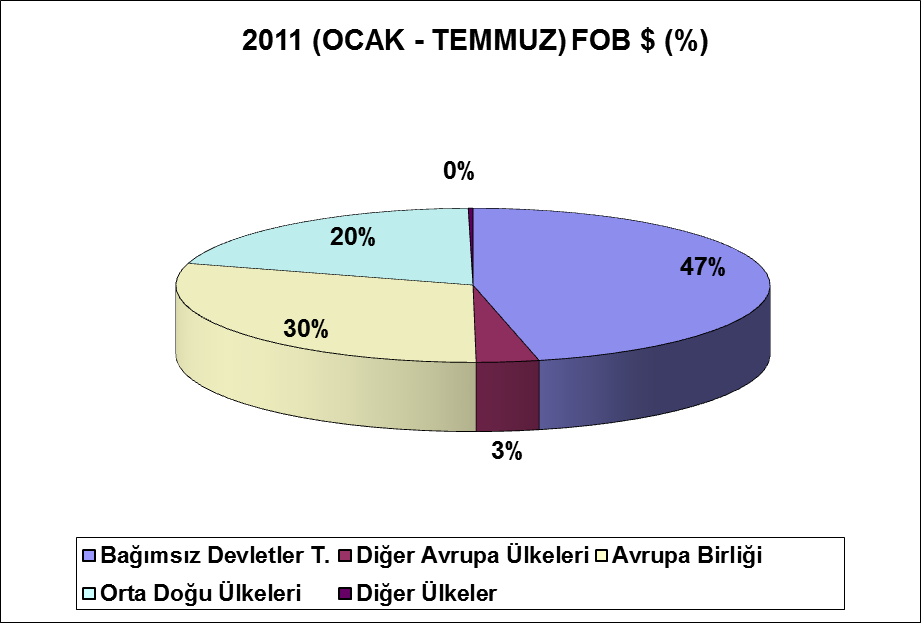 2011 (OCAK - TEMMUZ) FOB $ (%)
0%
20%
47%
30%
3%
Bağımsız Devletler T. Diğer Avrupa Ülkeleri Avrupa Birliği
Orta Doğu Ülkeleri Diğer Ülkeler